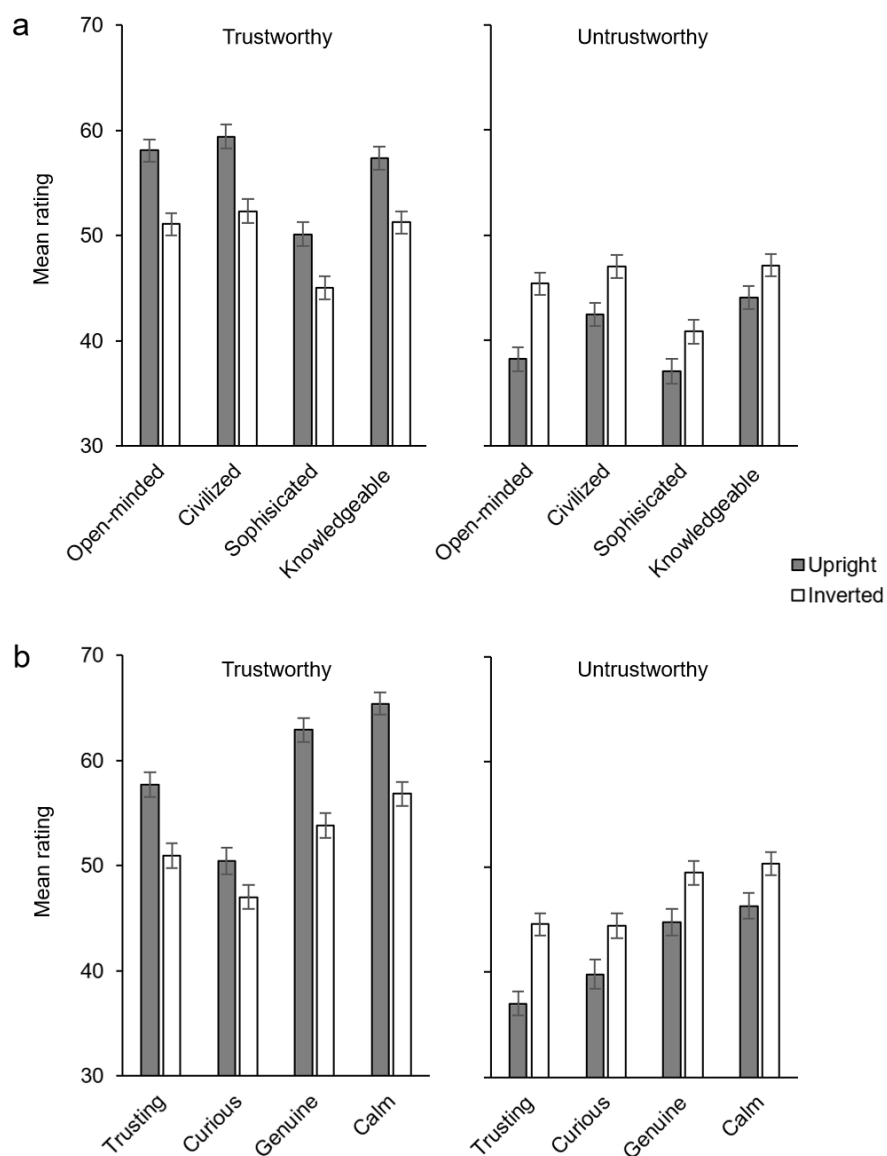 a
Trustworthy
Untrustworthy
70
60
50
40
30
Mean rating
Open-minded
Civilized
Sophisicated
Knowledgeable
Open-minded
Civilized
Sophisicated
Knowledgeable
Upright
Inverted
b
Trustworthy
Untrustworthy
70
60
50
40
30
Mean rating
Trusting
Curious
Genuine
Calm
Trusting
Curious
Genuine
Calm